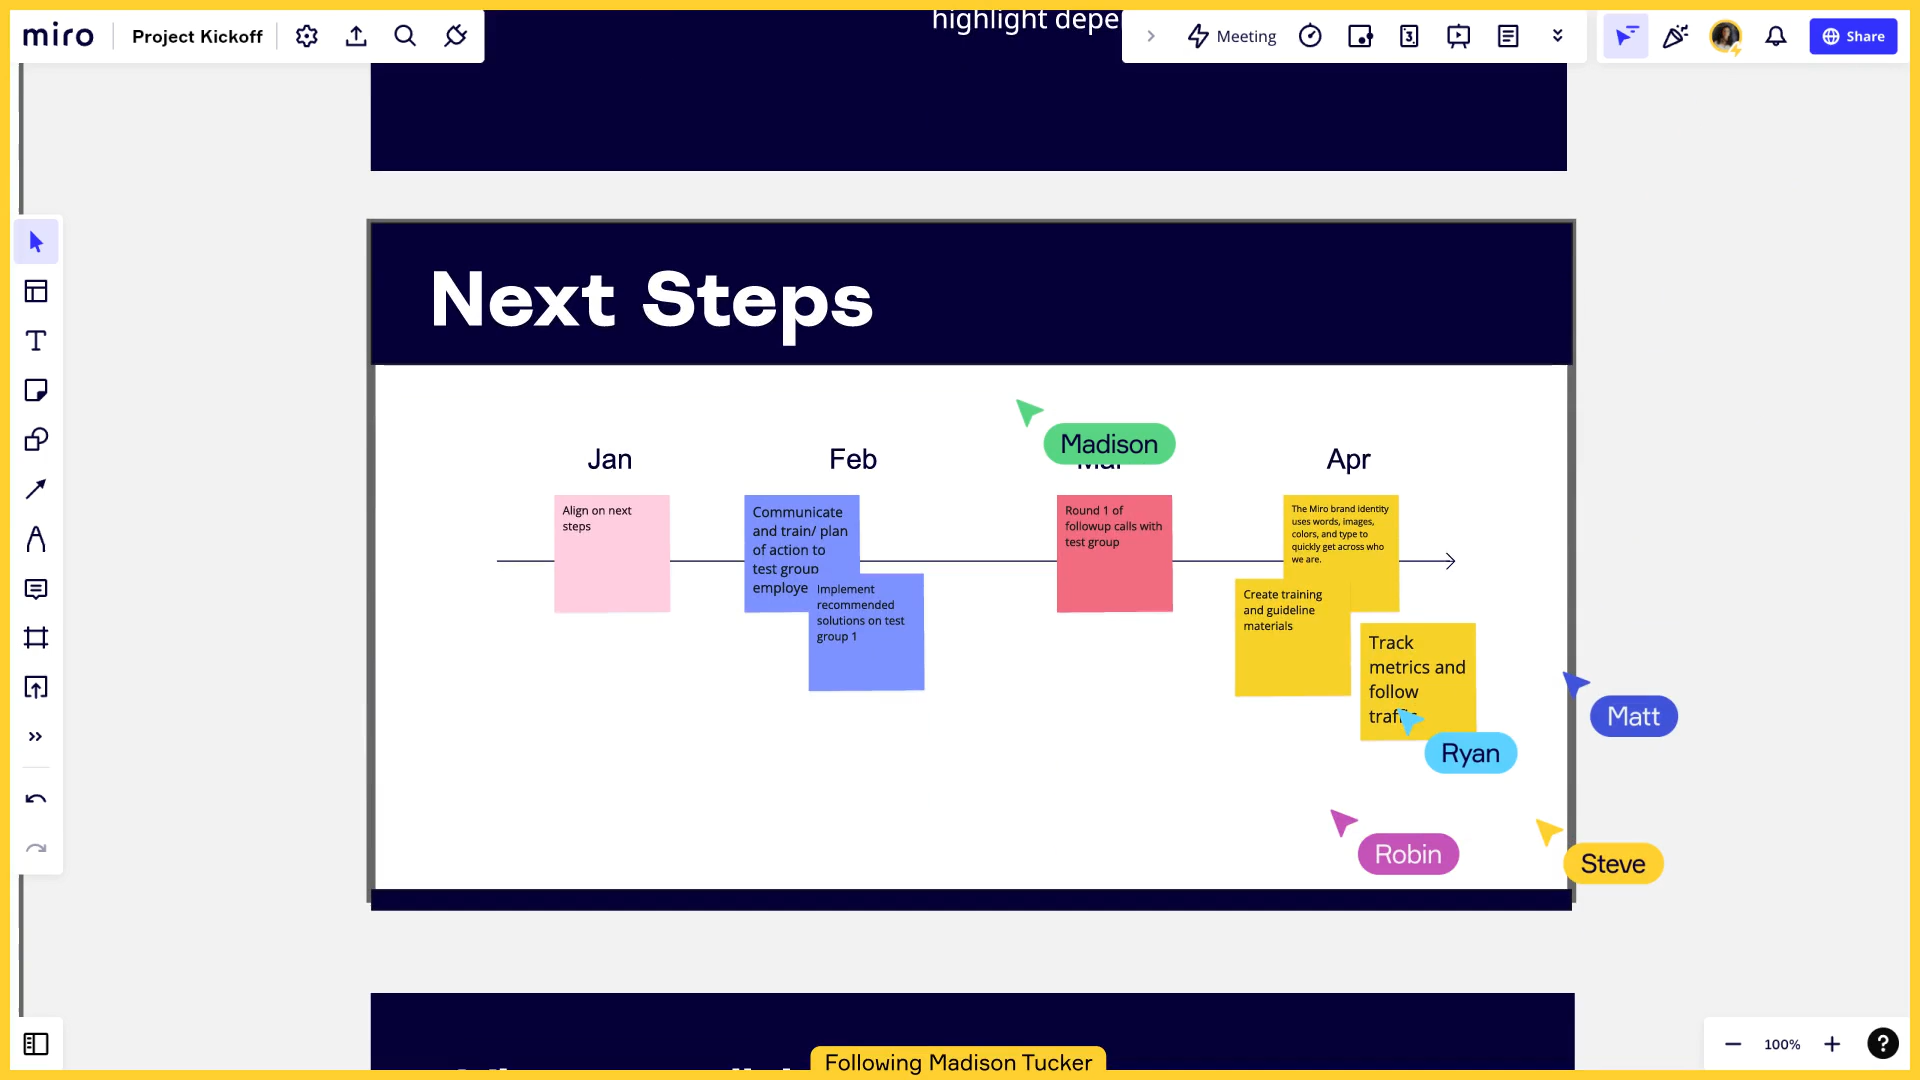 highlight depe
miro
Project Kickoff
Meeting
3
Share
Next Steps
Madison
Jan
Feb
Mar
Apr
Align on next
steps
Communicate
and train/ plan
of action to
test group
employe
Implement
recommended
solutions on test
group 1
Round 1 of
followup calls with
test group
The Miro brand identity
uses words, images,
colors, and type to
quickly get across who
we are.
Create training
and guideline
materials
Track
metrics and
follow
traffic
Matt
Ryan
Robin
Steve
Following Madison Tucker
100%
?